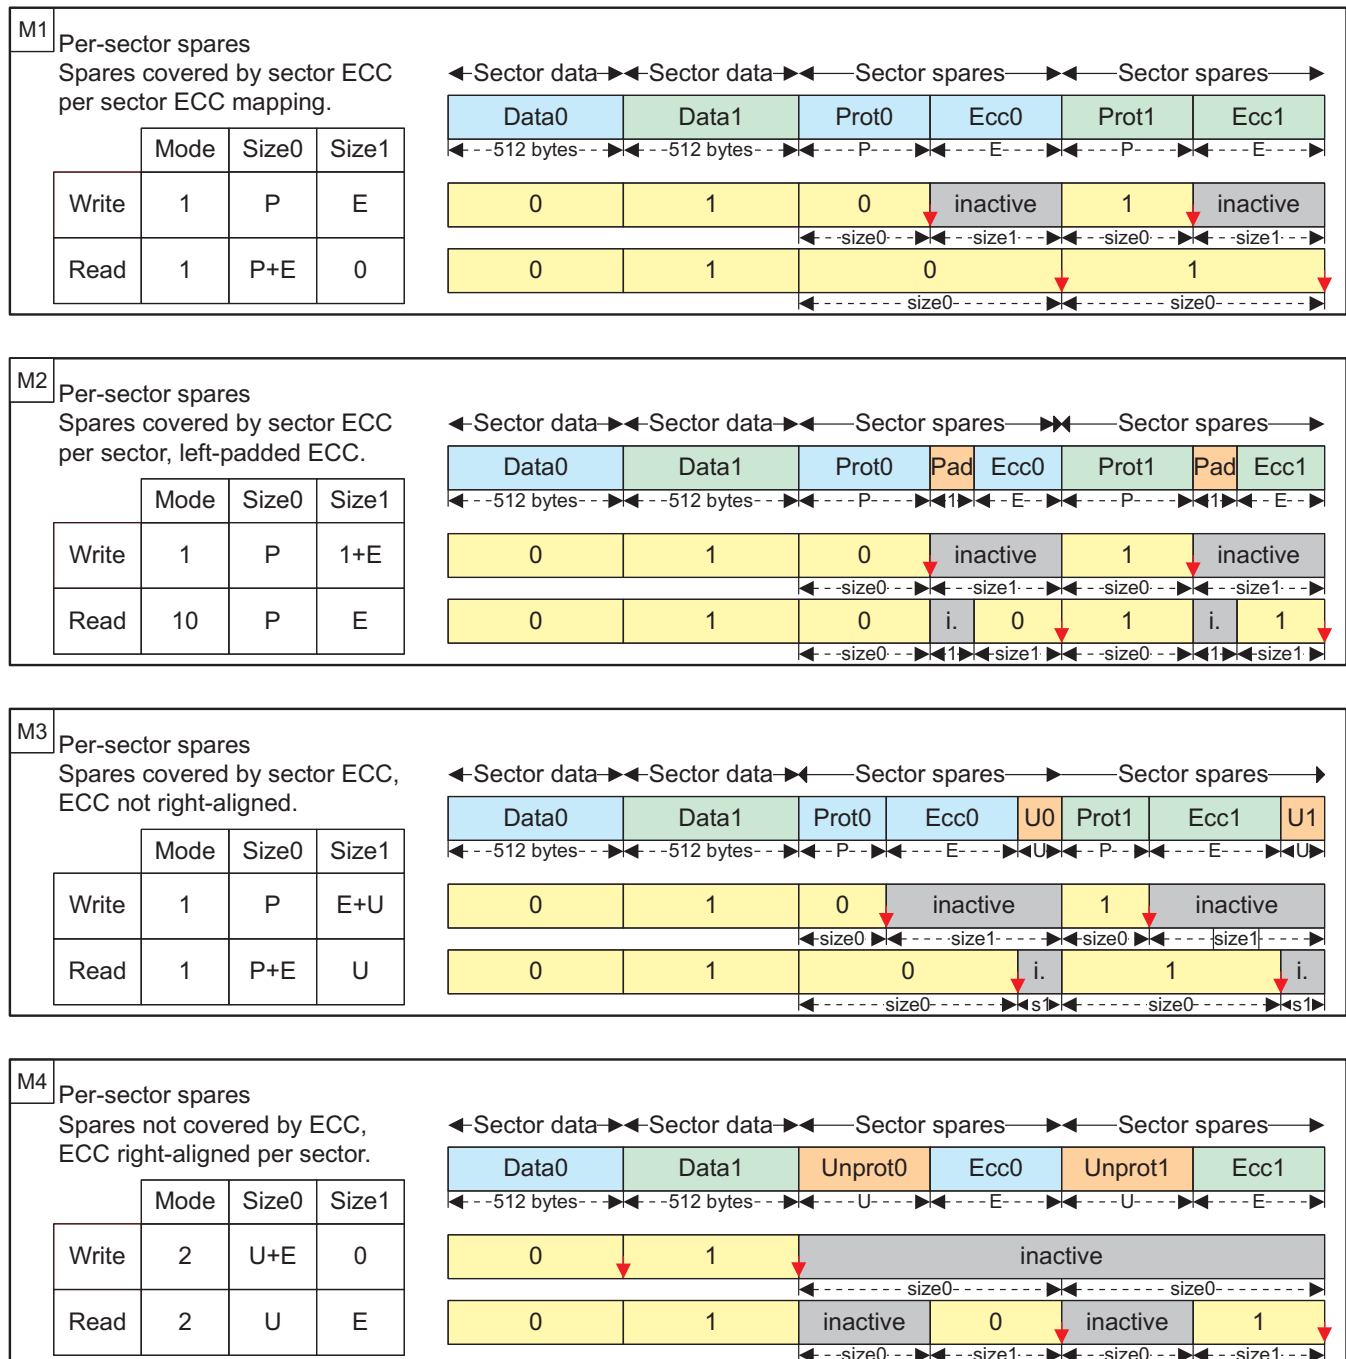 M1
Per-sector spares
Spares covered by sector ECC
per sector ECC mapping.
Mode Size0 Size1
Write 1 P E
Read 1 P+E 0
Sector data Sector data Sector spares Sector spares
Data0 Data1 Prot0 Ecc0 Prot1 Ecc1
512 bytes 512 bytes P E P E
0 1 0 inactive 1 inactive
size0 size1 size0 size1
0 1 0 1
size0 size0
M2
Per-sector spares
Spares covered by sector ECC
per sector, left-padded ECC.
Mode Size0 Size1
Write 1 P 1+E
Read 10 P E
Sector data Sector data Sector spares Sector spares
Data0 Data1 Prot0 Pad Ecc0 Prot1 Pad Ecc1
512 bytes 512 bytes P 1 E P 1 E
0 1 0 inactive 1 inactive
size0 size1 size0 size1
0 1 0 i. 0 1 i. 1
size0 1 size1 size0 1 size1
M3
Per-sector spares
Spares covered by sector ECC,
ECC not right-aligned.
Mode Size0 Size1
Write 1 P E+U
Read 1 P+E U
Sector data Sector data Sector spares Sector spares
Data0 Data1 Prot0 Ecc0 U0 Prot1 Ecc1 U1
512 bytes 512 bytes P E U P E U
0 1 0 inactive 1 inactive
size0 size1 size0 size1
0 1 0 i. 1 i.
size0 s1 size0 s1
M4
Per-sector spares
Spares not covered by ECC,
ECC right-aligned per sector.
Mode Size0 Size1
Write 2 U+E 0
Read 2 U E
Sector data Sector data Sector spares Sector spares
Data0 Data1 Unprot0 Ecc0 Unprot1 Ecc1
512 bytes 512 bytes U E U E
0 1 inactive
size0 size0
0 1 inactive 0 inactive 1
size0 size1 size0 size1